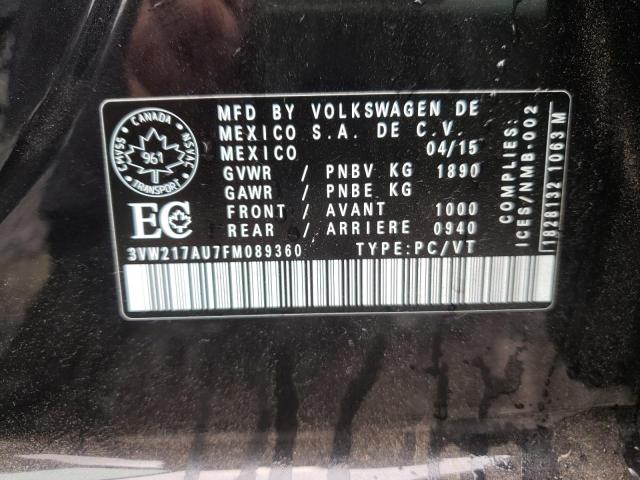 MFD BY VOLKSWAGEN DE
MEXICO S.A. DE C.V.
MEXICO 04/15
GVWR / PNBV KG 1890
GAWR / PNBE KG
FRONT / AVANT 1000
REAR / ARRIERE 0940
3VW217AU7FM089360 TYPE:PC/VT
CANADA
CMVSS
NSVAC
961
TRANSPORT
EC
COMPLIES:
ICES/NMB-002
1828132 1063 M